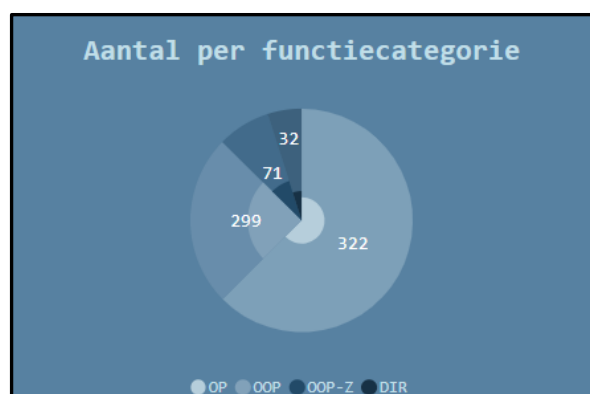 Aantal per functiecategorie
32
71
299
322
OP OOP OOP-Z DIR